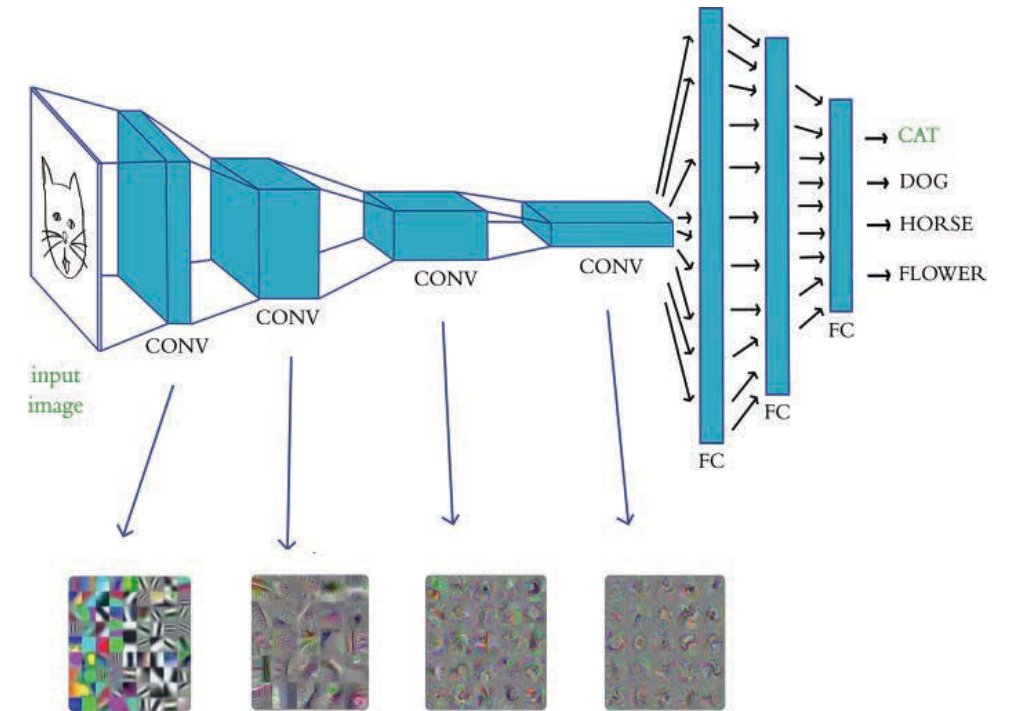 input
image
CONV
CONV
CONV
CONV
FC
FC
FC
CAT
DOG
HORSE
FLOWER